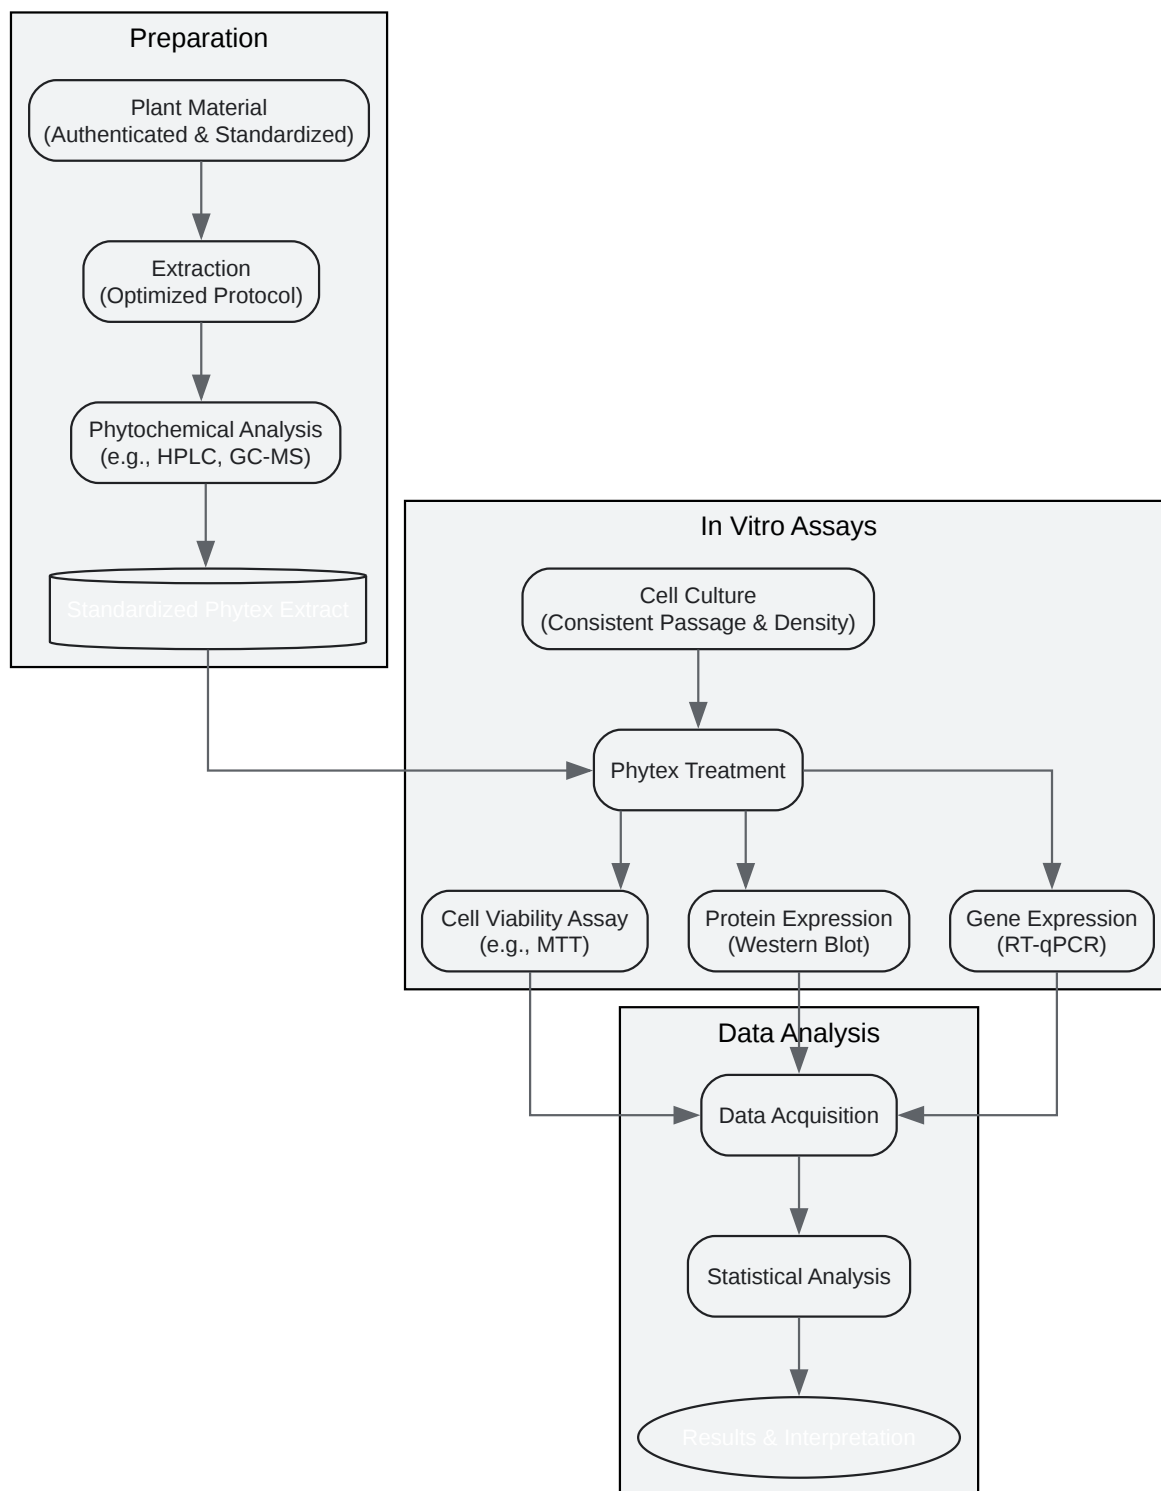 Preparation
Plant Material
(Authenticated & Standardized)
Extraction
(Optimized Protocol)
Phytochemical Analysis
(e.g., HPLC, GC-MS)
Standardized Phytex Extract
In Vitro Assays
Cell Culture
(Consistent Passage & Density)
Phytex Treatment
Cell Viability Assay
(e.g., MTT)
Protein Expression
(Western Blot)
Gene Expression
(RT-qPCR)
Data Analysis
Data Acquisition
Statistical Analysis
Results & Interpretation